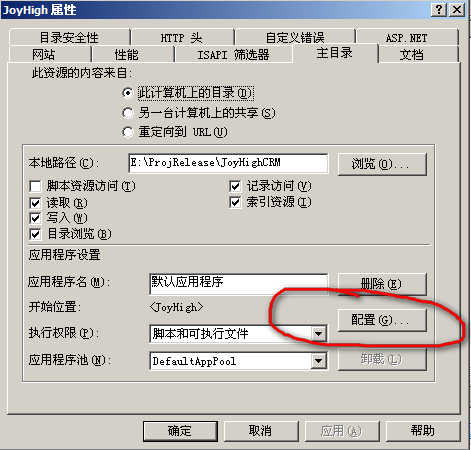 JoyHigh 属性
目录安全性 HTTP 头 自定义错误 ASP.NET
网站 性能 ISAPI 筛选器 主目录 文档
此资源的内容来自:
此计算机上的目录(D)
另一台计算机上的共享(S)
重定向到 URL(U)
本地路径(C): E:\ProjRelease\JoyHighCRM 浏览(O)...
脚本资源访问(T) 记录访问(V)
读取(R) 索引资源(I)
写入(W)
目录浏览(B)
应用程序设置
应用程序名(M): 默认应用程序 删除(E)
开始位置: <JoyHigh> 配置(G)...
执行权限(P): 脚本和可执行文件
应用程序池(N): DefaultAppPool 卸载(L)
确定 取消 应用(A) 帮助